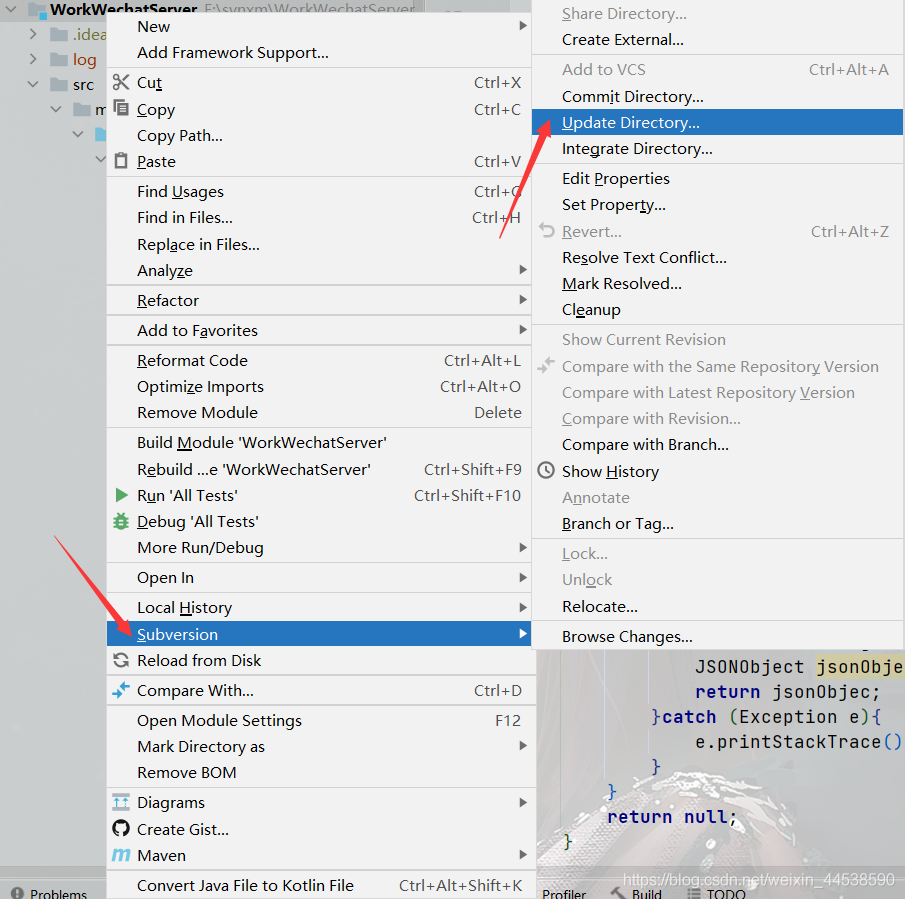 WorkWechatServer E:\svnxm\WorkWechatServer
.idea
log
src
m
New
Add Framework Support...
Cut Ctrl+X
Copy Ctrl+C
Copy Path...
Paste Ctrl+V
Find Usages Ctrl+G
Find in Files... Ctrl+H
Replace in Files...
Analyze
Refactor
Add to Favorites
Reformat Code Ctrl+Alt+L
Optimize Imports Ctrl+Alt+O
Remove Module Delete
Build Module 'WorkWechatServer'
Rebuild ...e 'WorkWechatServer' Ctrl+Shift+F9
Run 'All Tests' Ctrl+Shift+F10
Debug 'All Tests'
More Run/Debug
Open In
Local History
Subversion
Reload from Disk
Compare With... Ctrl+D
Open Module Settings F12
Mark Directory as
Remove BOM
Diagrams
Create Gist...
Maven
Convert Java File to Kotlin File Ctrl+Alt+Shift+K
Share Directory...
Create External...
Add to VCS Ctrl+Alt+A
Commit Directory...
Update Directory...
Integrate Directory...
Edit Properties
Set Property...
Revert... Ctrl+Alt+Z
Resolve Text Conflict...
Mark Resolved...
Cleanup
Show Current Revision
Compare with the Same Repository Version
Compare with Latest Repository Version
Compare with Revision...
Compare with Branch...
Show History
Annotate
Branch or Tag...
Lock...
Unlock
Relocate...
Browse Changes...
JSONObject jsonObje
return jsonObjec;
}catch (Exception e){
e.printStackTrace()
}
}
return null;
}
https://blog.csdn.net/weixin_44538590
Problems
Profiler
Build
TODO